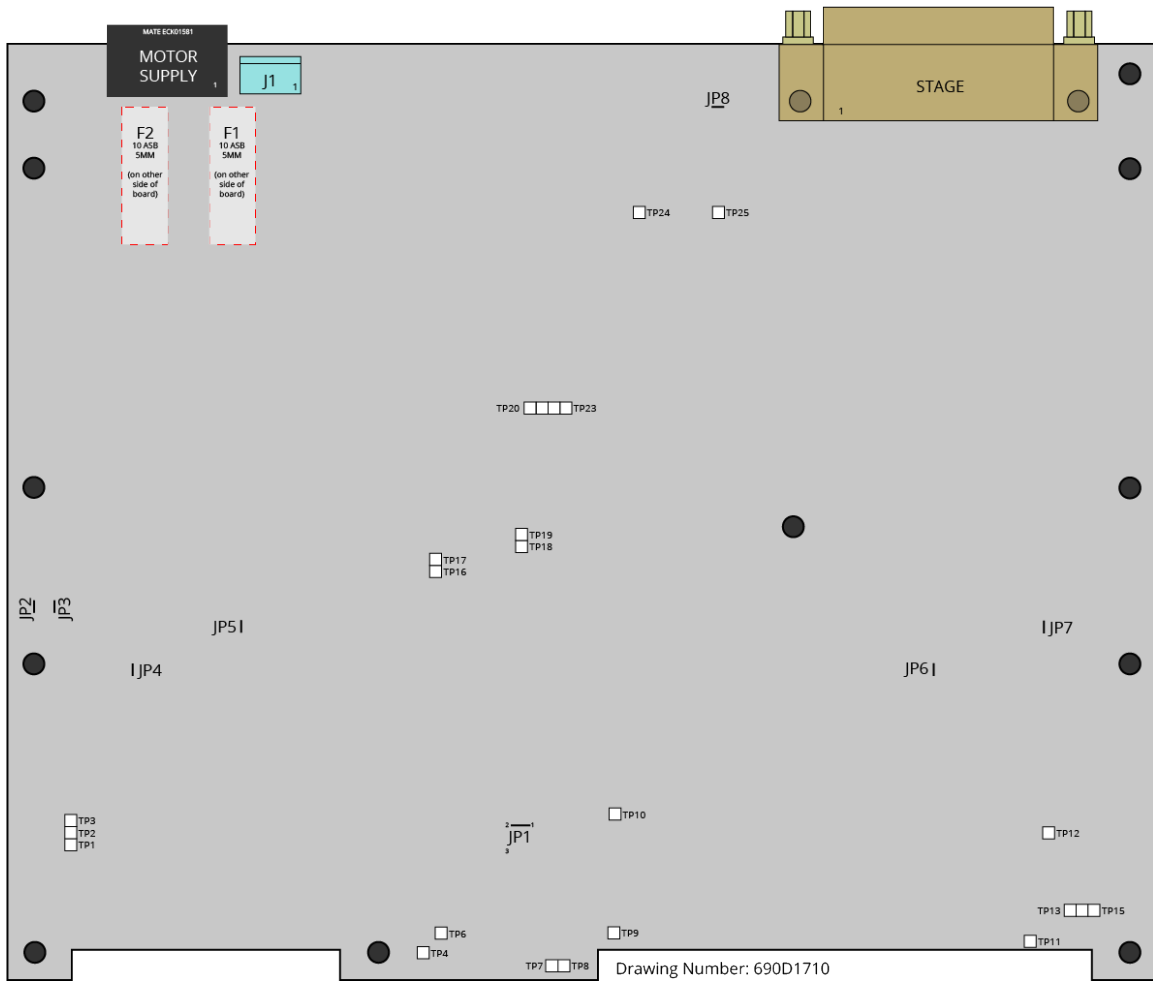 MATE ECK01581
MOTOR
SUPPLY
1
J1
1
STAGE
1
JP8
F2
10 ASB
5MM
(on other
side of
board)
F1
10 ASB
5MM
(on other
side of
board)
TP24
TP25
TP20
TP23
TP19
TP18
TP17
TP16
JP2
JP3
JP5
JP7
JP4
JP6
TP3
TP2
TP1
2
1
JP1
3
TP10
TP12
TP13
TP15
TP6
TP9
TP4
TP11
TP7
TP8
Drawing Number: 690D1710